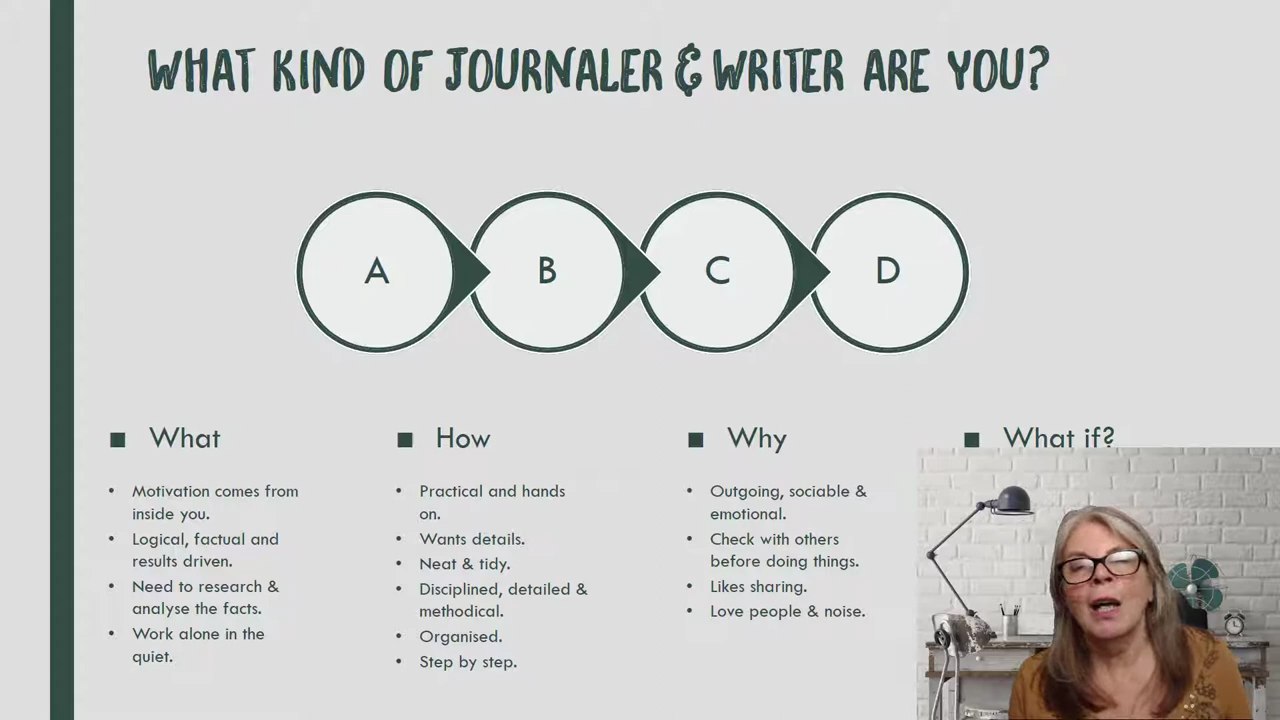 WHAT KIND OF JOURNALER & WRITER ARE YOU?
A
B
C
D
What
Motivation comes from
inside you.
Logical, factual and
results driven.
Need to research &
analyse the facts.
Work alone in the
quiet.
How
Practical and hands
on.
Wants details.
Neat & tidy.
Disciplined, detailed &
methodical.
Organised.
Step by step.
Why
Outgoing, sociable &
emotional.
Check with others
before doing things.
Likes sharing.
Love people & noise.
What if?